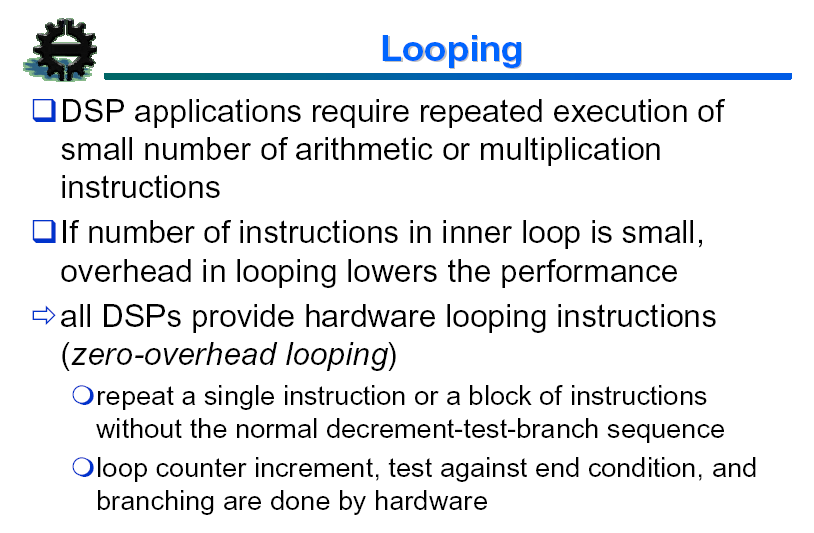 Looping
DSP applications require repeated execution of
small number of arithmetic or multiplication
instructions
If number of instructions in inner loop is small,
overhead in looping lowers the performance
all DSPs provide hardware looping instructions
(zero-overhead looping)
repeat a single instruction or a block of instructions
without the normal decrement-test-branch sequence
loop counter increment, test against end condition, and
branching are done by hardware